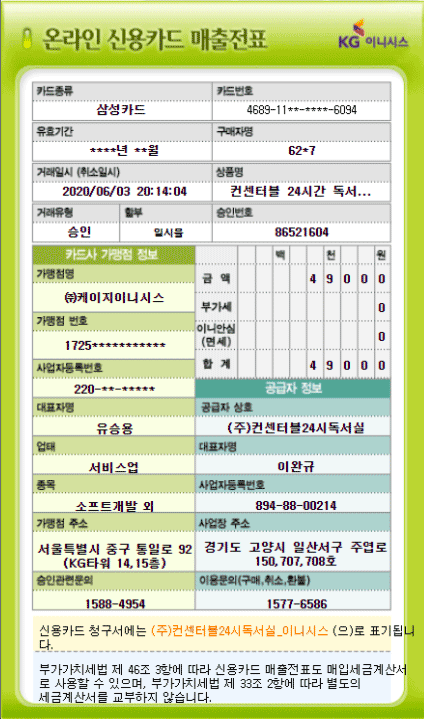 온라인 신용카드 매출전표
KG 이니시스
카드종류 카드번호
삼성카드 4689-11**-****-6094
유효기간 구매자명
****년 **월 62*7
거래일시 (취소일시) 상품명
2020/06/03 20:14:04 컨센터블 24시간 독서...
거래유형 할부 승인번호
승인 일시불 86521604
카드사 가맹점 정보 백 천 원
가맹점명 금 액 4 9 0 0 0
㈜케이지이니시스 부가세 0
가맹점 번호 이니안심
(면세) 0
1725***********
사업자등록번호 합 계 4 9 0 0 0
220-**-***** 공급자 정보
대표자명 공급자 상호
유승용 (주)컨센터블24시독서실
업태 대표자명
서비스업 이완규
종목 사업자등록번호
소프트개발 외 894-88-00214
가맹점 주소 사업장 주소
서울특별시 중구 통일로 92 경기도 고양시 일산서구 주엽로
(KG타워 14,15층) 150,707,708호
승인관련문의 이용문의(구매,취소,환불)
1588-4954 1577-6586
신용카드 청구서에는 (주)컨센터블24시독서실_이니시스 (으)로 표기됩니
다.
부가가치세법 제 46조 3항에 따라 신용카드 매출전표도 매입세금계산서
로 사용할 수 있으며, 부가가치세법 제 33조 2항에 따라 별도의
세금계산서를 교부하지 않습니다.